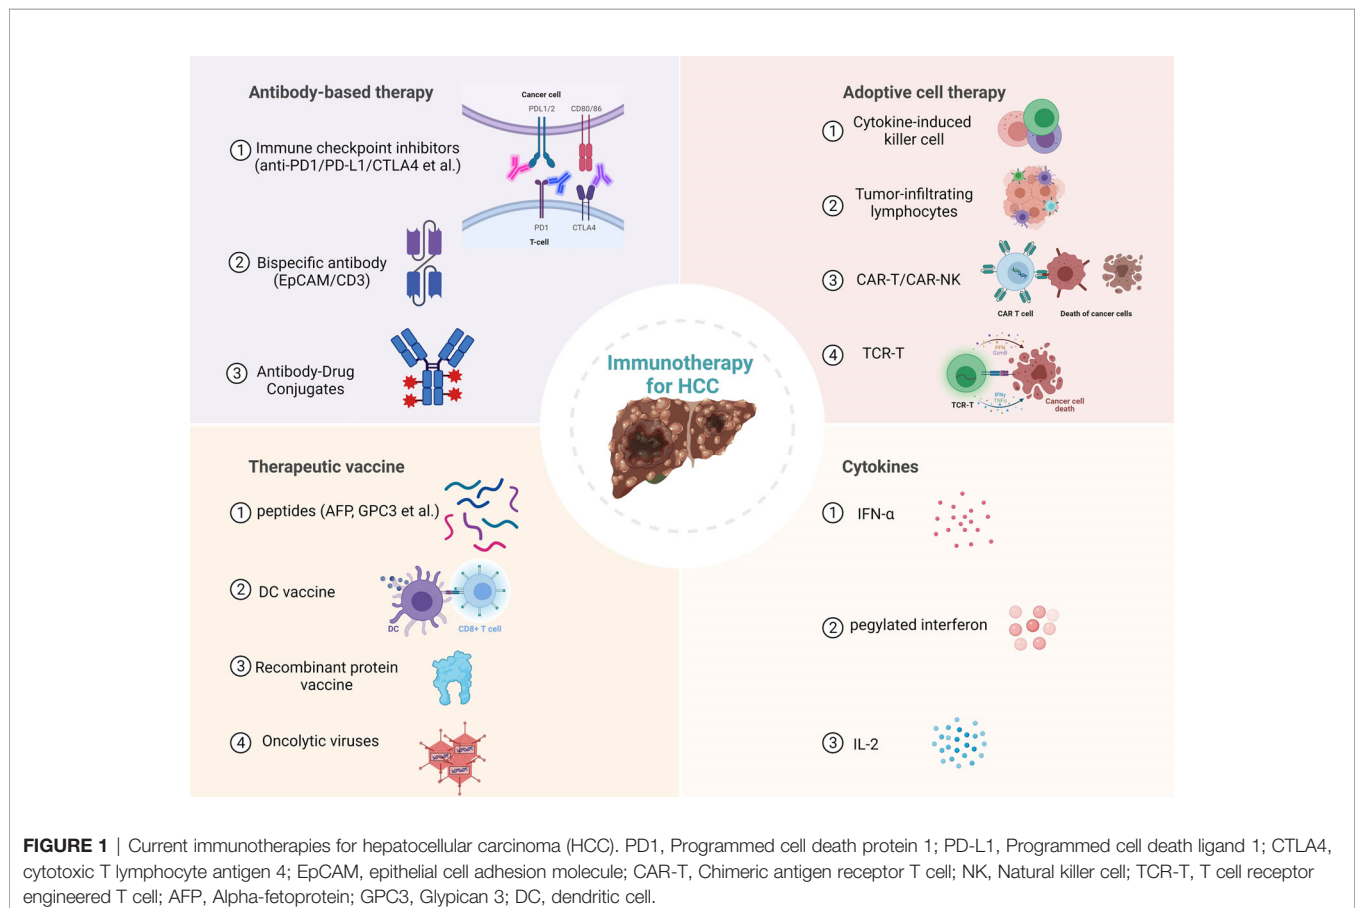 Antibody-based therapy
1 Immune checkpoint inhibitors
(anti-PD1/PD-L1/CTLA4 et al.)
Cancer cell
PDL1/2 CD80/86
PD1 CTLA4
T-cell
2 Bispecific antibody
(EpCAM/CD3)
3 Antibody-Drug
Conjugates
Adoptive cell therapy
1 Cytokine-induced
killer cell
2 Tumor-infiltrating
lymphocytes
3 CAR-T/CAR-NK
CAR T cell Death of cancer cells
4 TCR-T
PFN
GzmB
IFNγ
TNFα
TCR-T
Cancer cell
death
Immunotherapy
for HCC
Therapeutic vaccine
1 peptides (AFP, GPC3 et al.)
2 DC vaccine
DC CD8+ T cell
3 Recombinant protein
vaccine
4 Oncolytic viruses
Cytokines
1 IFN-α
2 pegylated interferon
3 IL-2
FIGURE 1 | Current immunotherapies for hepatocellular carcinoma (HCC). PD1, Programmed cell death protein 1; PD-L1, Programmed cell death ligand 1; CTLA4,
cytotoxic T lymphocyte antigen 4; EpCAM, epithelial cell adhesion molecule; CAR-T, Chimeric antigen receptor T cell; NK, Natural killer cell; TCR-T, T cell receptor
engineered T cell; AFP, Alpha-fetoprotein; GPC3, Glypican 3; DC, dendritic cell.